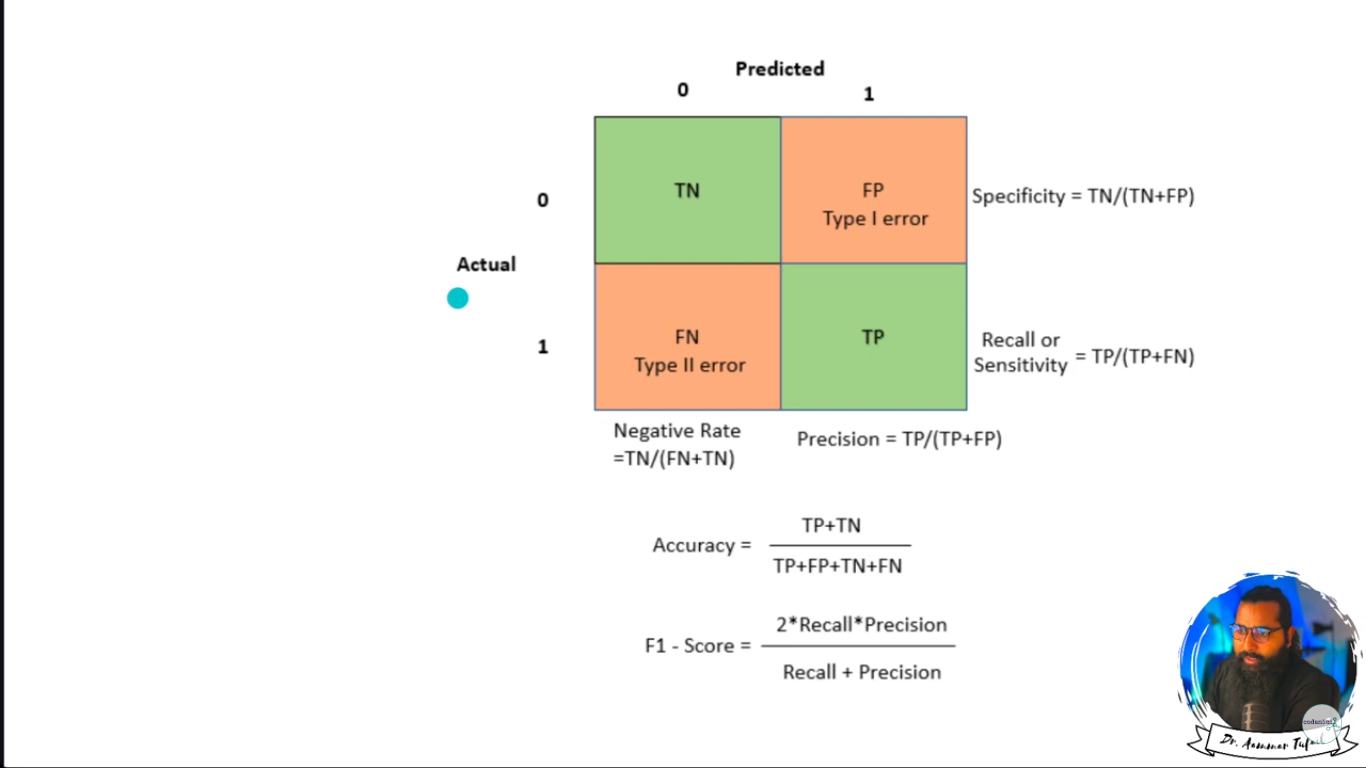 Predicted
0 1
TN
FP
Type I error
0
Specificity = TN/(TN+FP)
Actual
1
FN
Type II error
TP
Recall or
Sensitivity = TP/(TP+FN)
Negative Rate
=TN/(FN+TN)
Precision = TP/(TP+FP)
Accuracy = TP+TN
TP+FP+TN+FN
F1 - Score = 2*Recall*Precision
Recall + Precision
Dr. Aammar Tufail